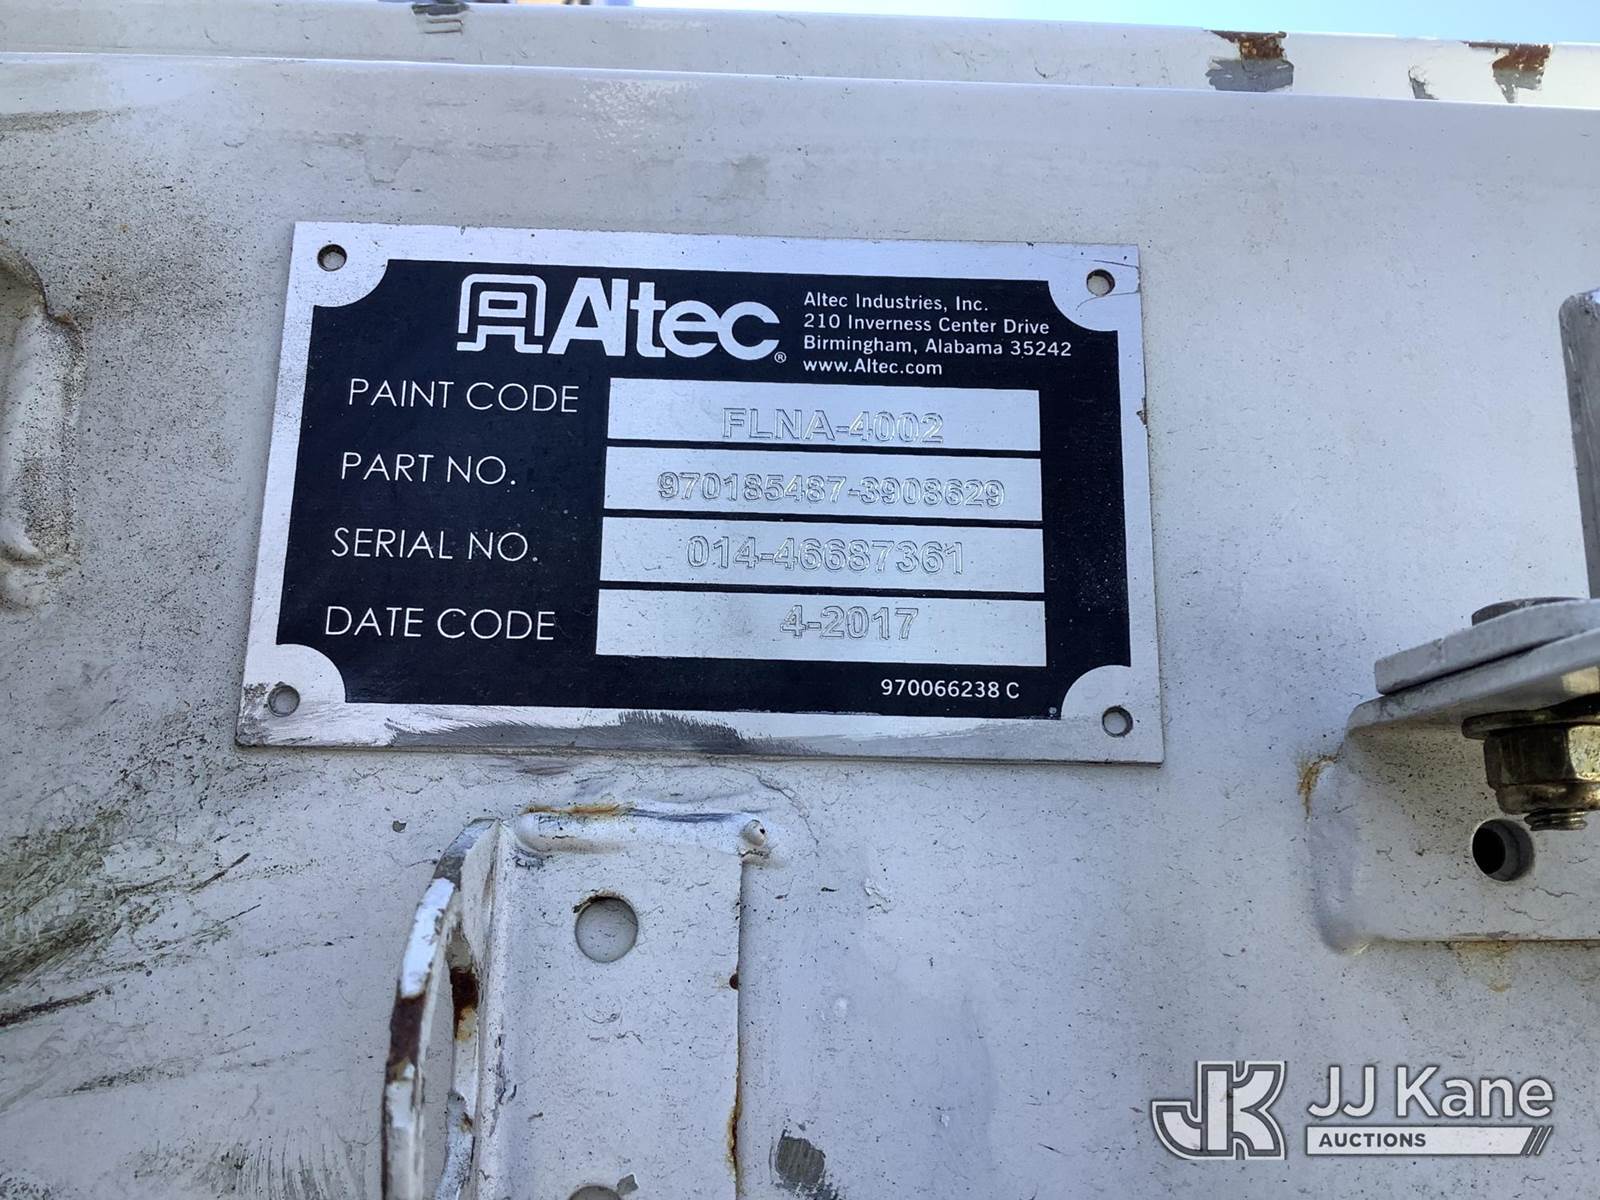 Altec®
Altec Industries, Inc.
210 Inverness Center Drive
Birmingham, Alabama 35242
www.Altec.com
PAINT CODE FLNA-4002
PART NO. 970185487-3908629
SERIAL NO. 014-46687361
DATE CODE 4-2017
970066238 C
JK JJ Kane
AUCTIONS